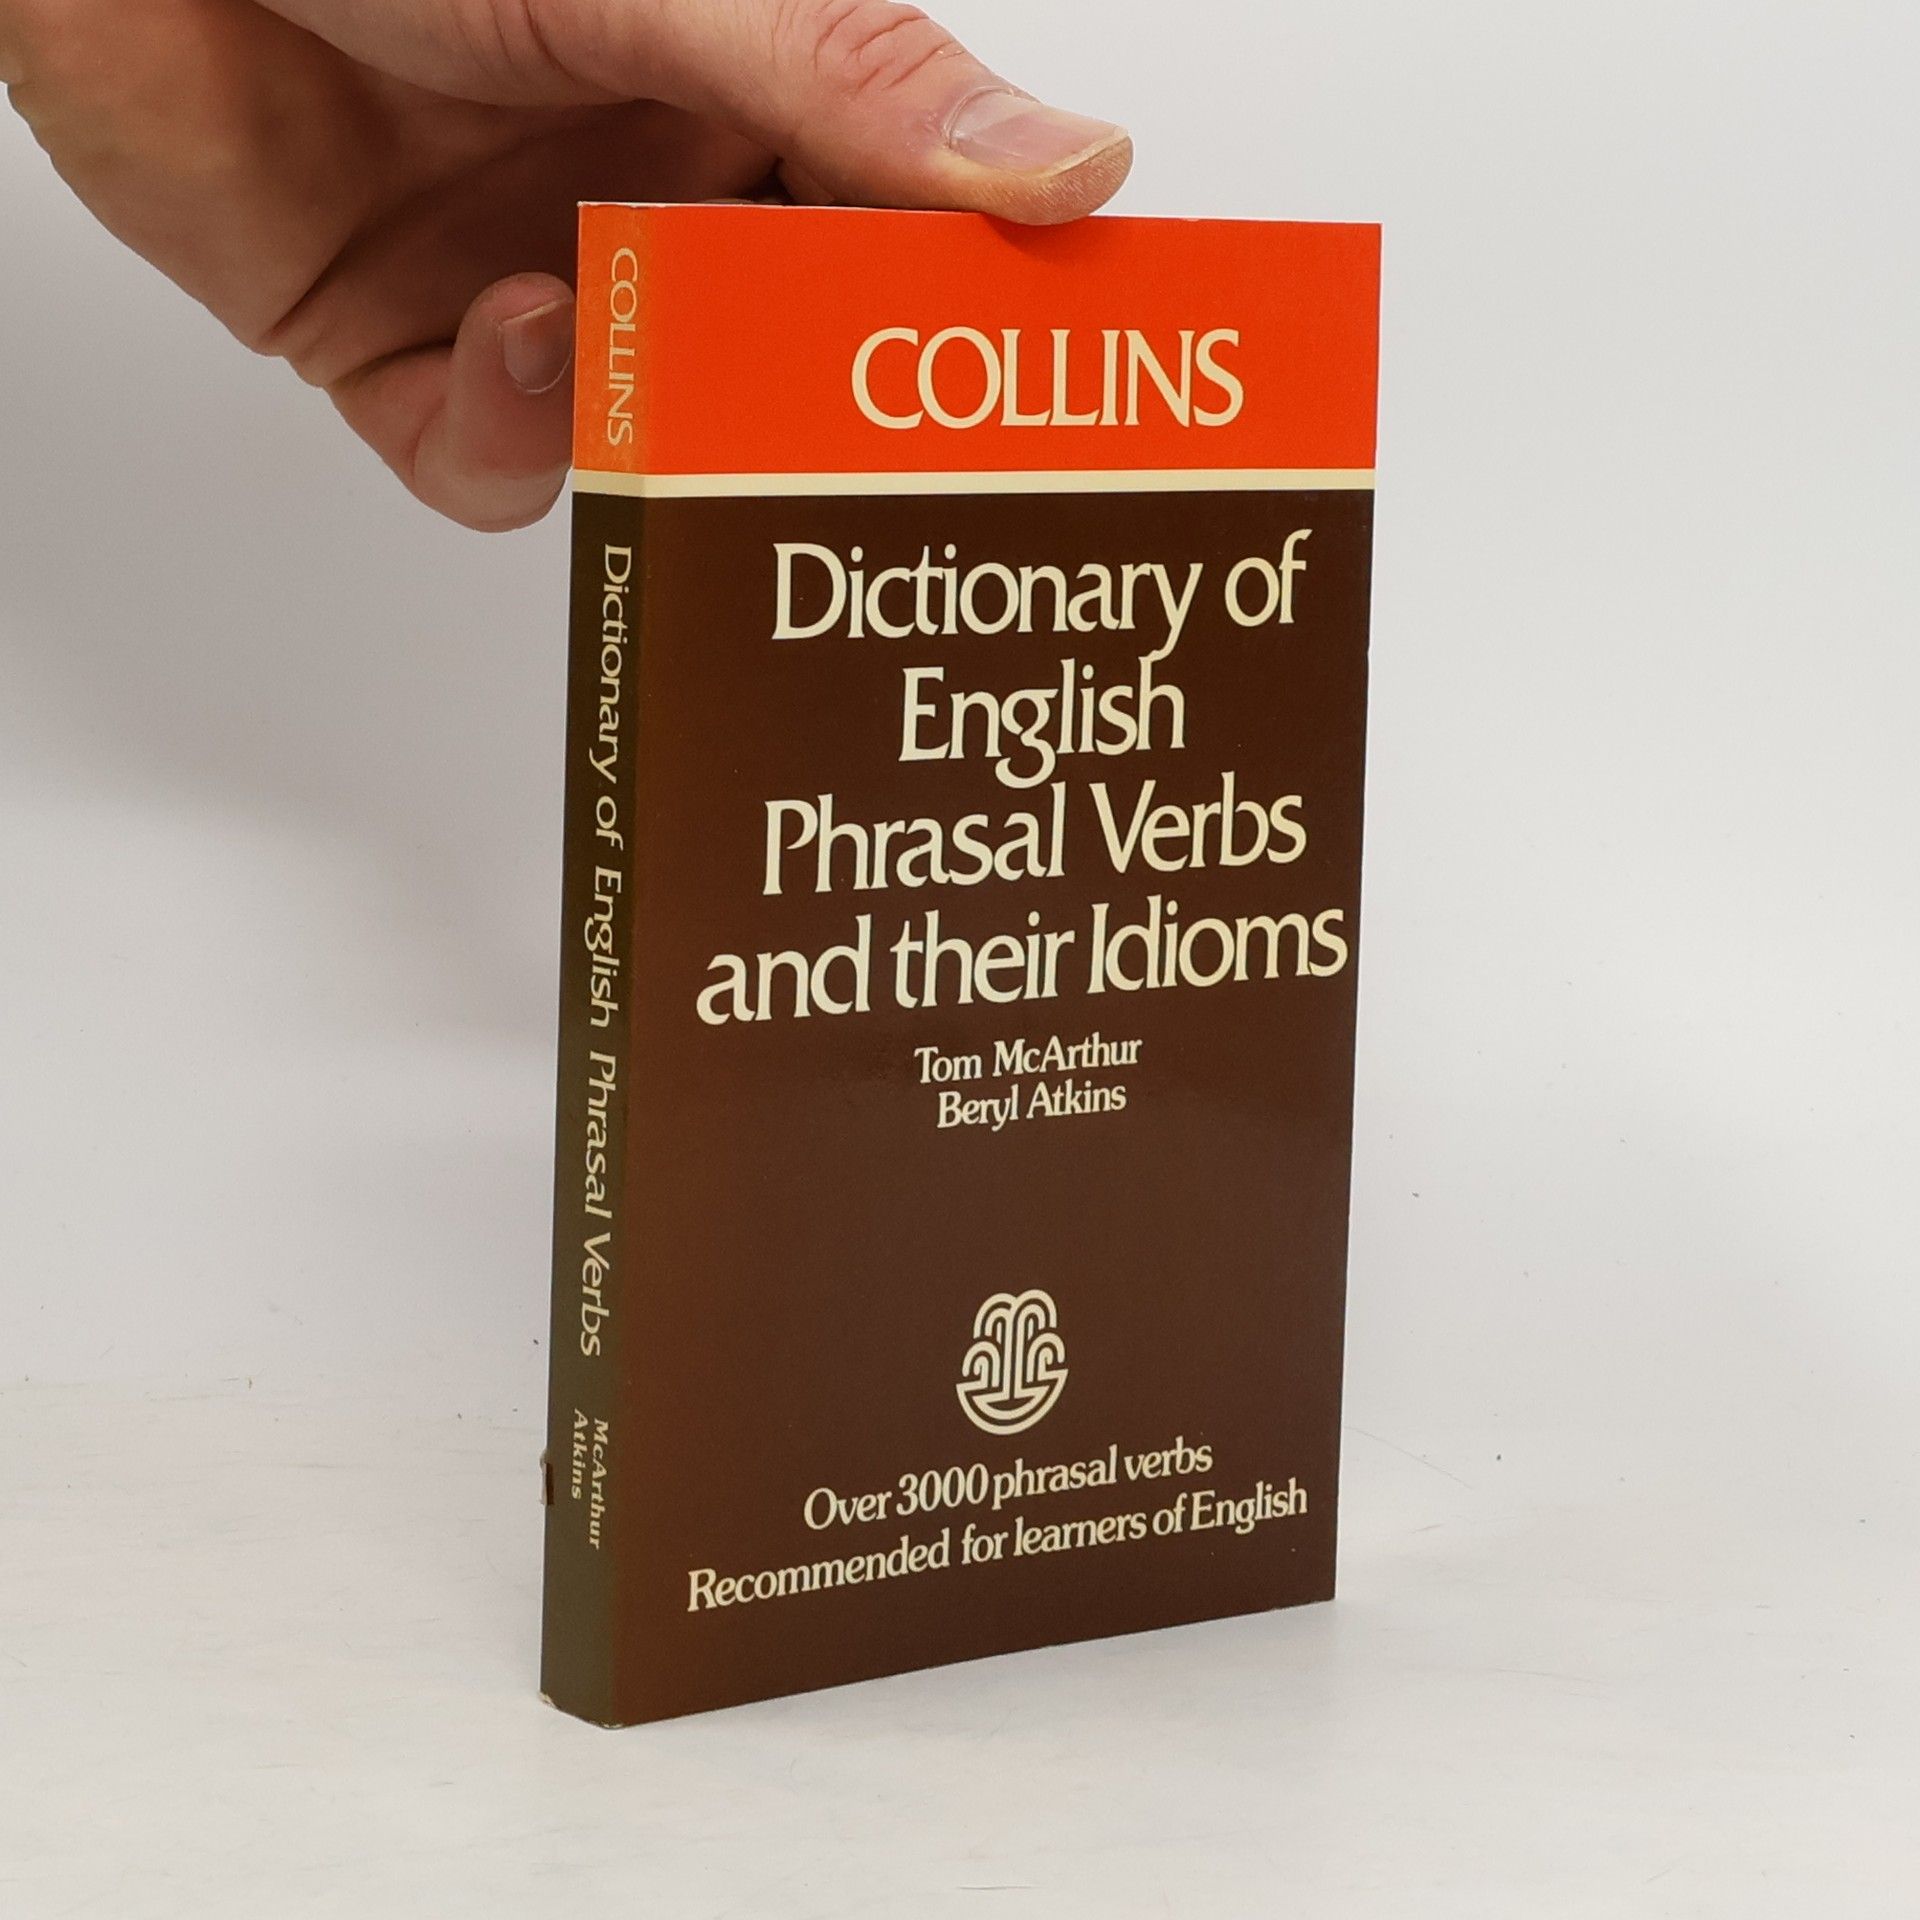 COLLINS
Dictionary of English Phrasal Verbs
McArthur
Atkins
COLLINS
Dictionary of
English
Phrasal Verbs
and their Idioms
Tom McArthur
Beryl Atkins
Over 3000 phrasal verbs
Recommended for learners of English